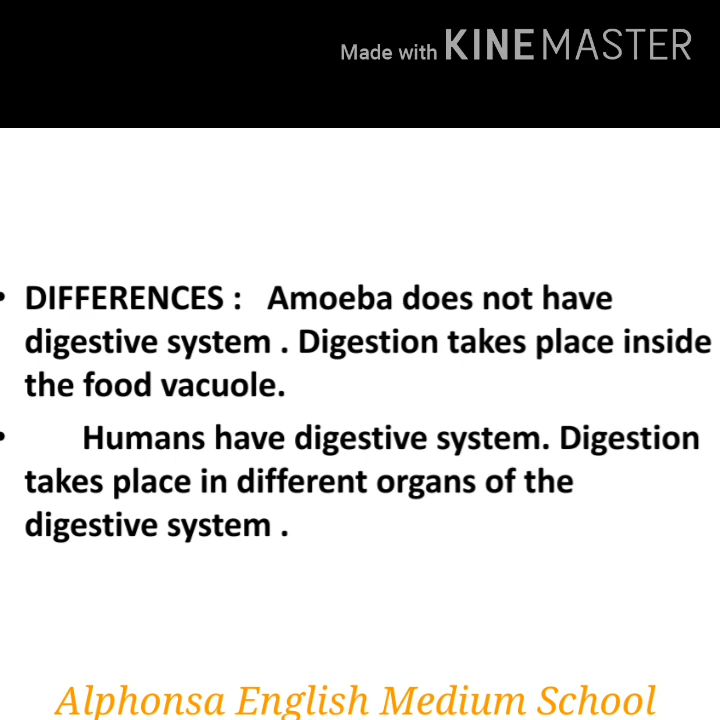 Made with KINEMASTER
• DIFFERENCES : Amoeba does not have
digestive system . Digestion takes place inside
the food vacuole.
• Humans have digestive system. Digestion
takes place in different organs of the
digestive system .
Alphonsa English Medium School